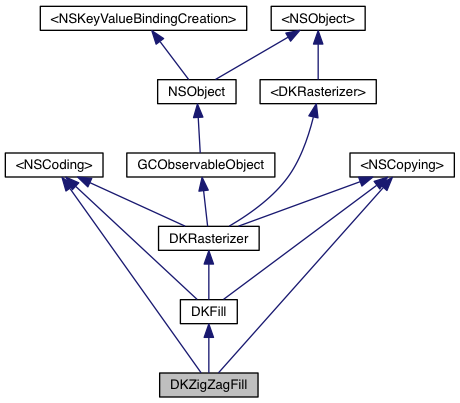 <NSKeyValueBindingCreation>
<NSObject>
NSObject
<DKRasterizer>
<NSCoding>
GCObservableObject
<NSCopying>
DKRasterizer
DKFill
DKZigZagFill